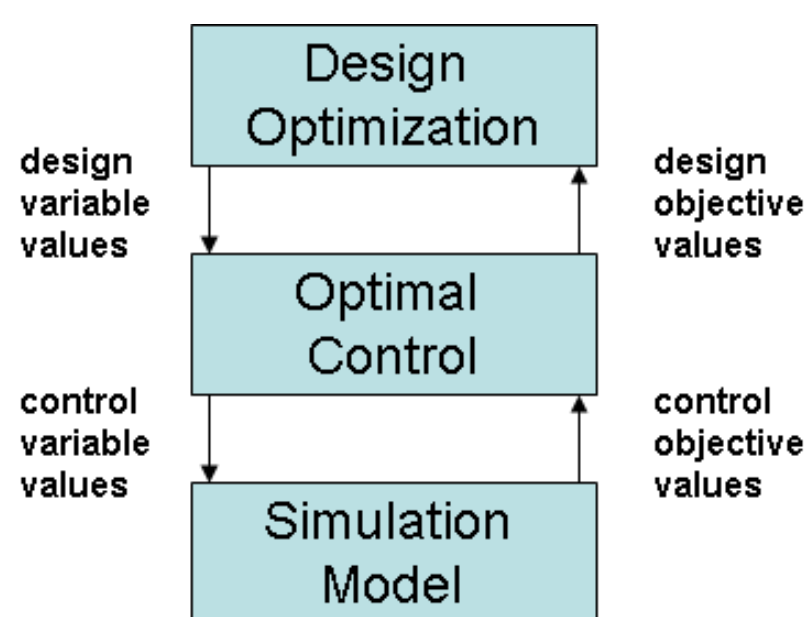 Design
Optimization
design
variable
values
design
objective
values
Optimal
Control
control
variable
values
control
objective
values
Simulation
Model